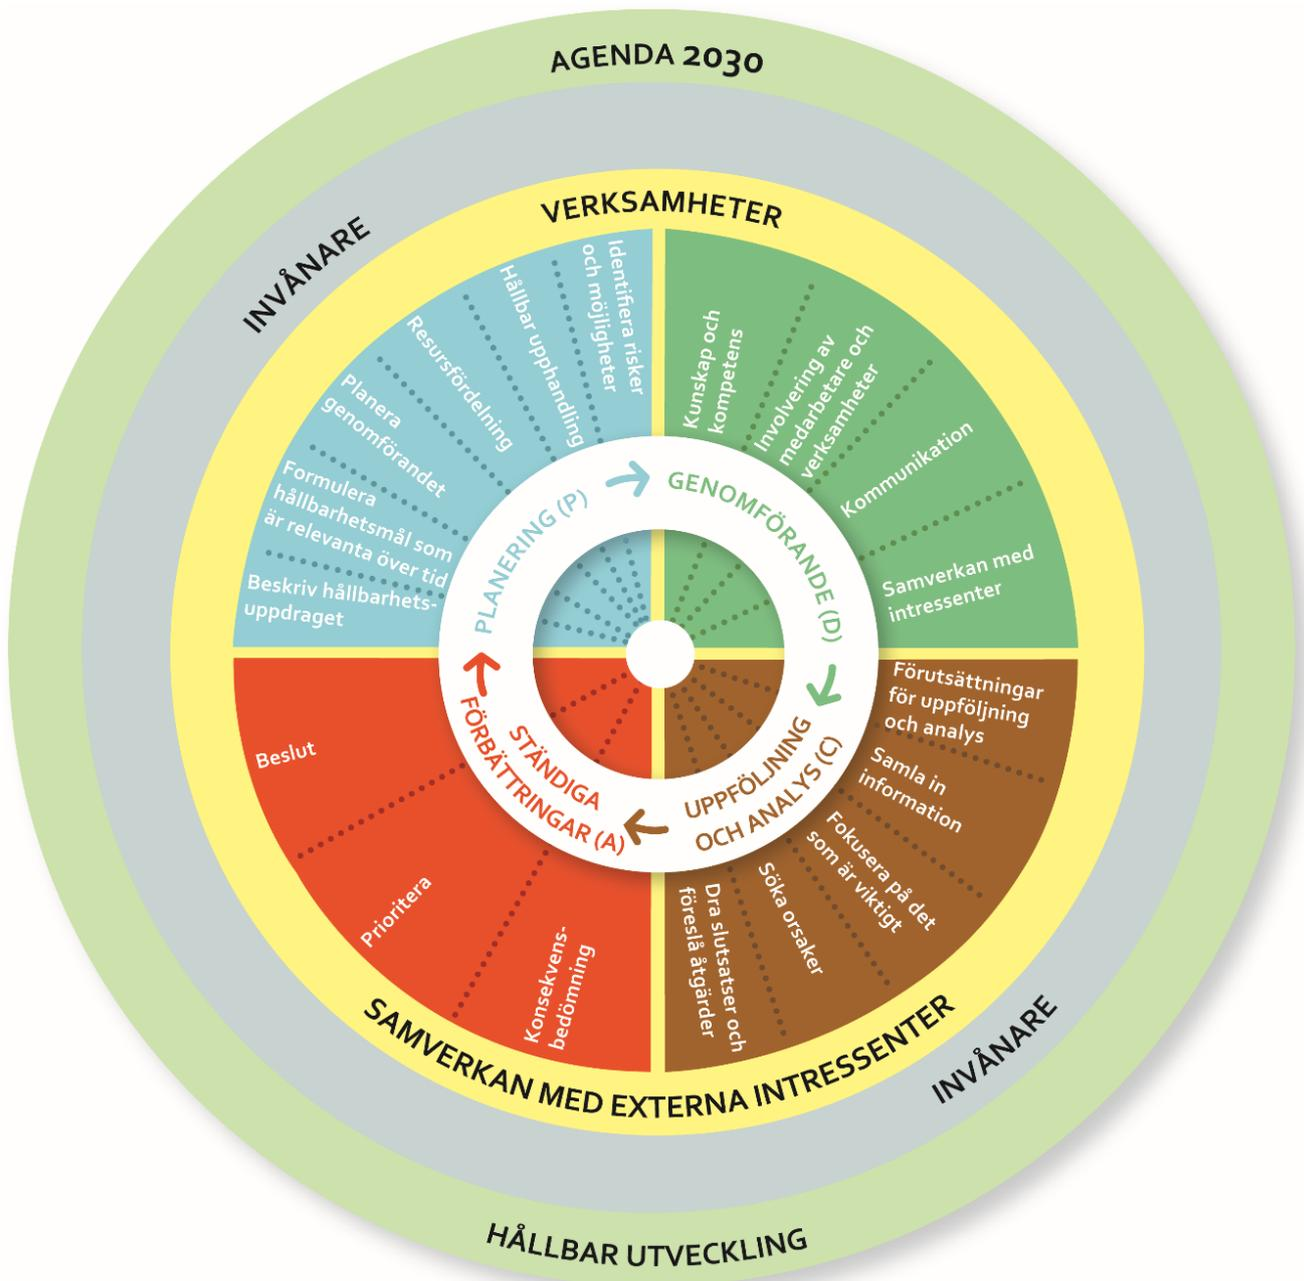 AGENDA 2030
INVÅNARE
VERKSAMHETER
Identifiera risker
och möjligheter
Hållbar upphandling
Resursfördelning
Planera
genomförandet
Formulera
hållbarhetsmål som
är relevanta över tid
Beskriv hållbarhets-
uppdraget
Kunskap och
kompetens
Involvering av
medarbetare och
verksamheter
Kommunikation
Samverkan med
intressenter
PLANERING (P)
GENOMFÖRANDE (D)
UPPFÖLJNING
OCH ANALYS (C)
STÄNDIGA
FÖRBÄTTRINGAR (A)
Förutsättningar
för uppföljning
och analys
Samla in
information
Fokusera på det
som är viktigt
Söka orsaker
Dra slutsatser och
föreslå åtgärder
Konsekvens-
bedömning
Prioritera
Beslut
SAMVERKAN MED EXTERNA INTRESSENTER
INVÅNARE
HÅLLBAR UTVECKLING